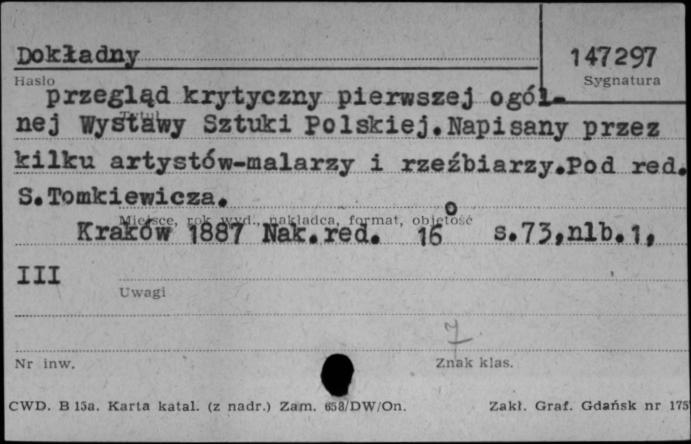 Dokładny
147297
Hasło
Sygnatura
przegląd krytyczny pierwszej ogól-
nej Wystawy Sztuki Polskiej.Napisany przez
kilku artystów-malarzy i rzeźbiarzy.Pod red.
S.Tomkiewicza.
Miejsce, rok wyd., nakładca, format, objętość
Kraków 1887 Nak.red. 16° s.73,nlb.1,
III
Uwagi
7
Nr inw.
Znak klas.
CWD. B 15a. Karta katal. (z nadr.) Zam. 658/DW/On.
Zakł. Graf. Gdańsk nr 175